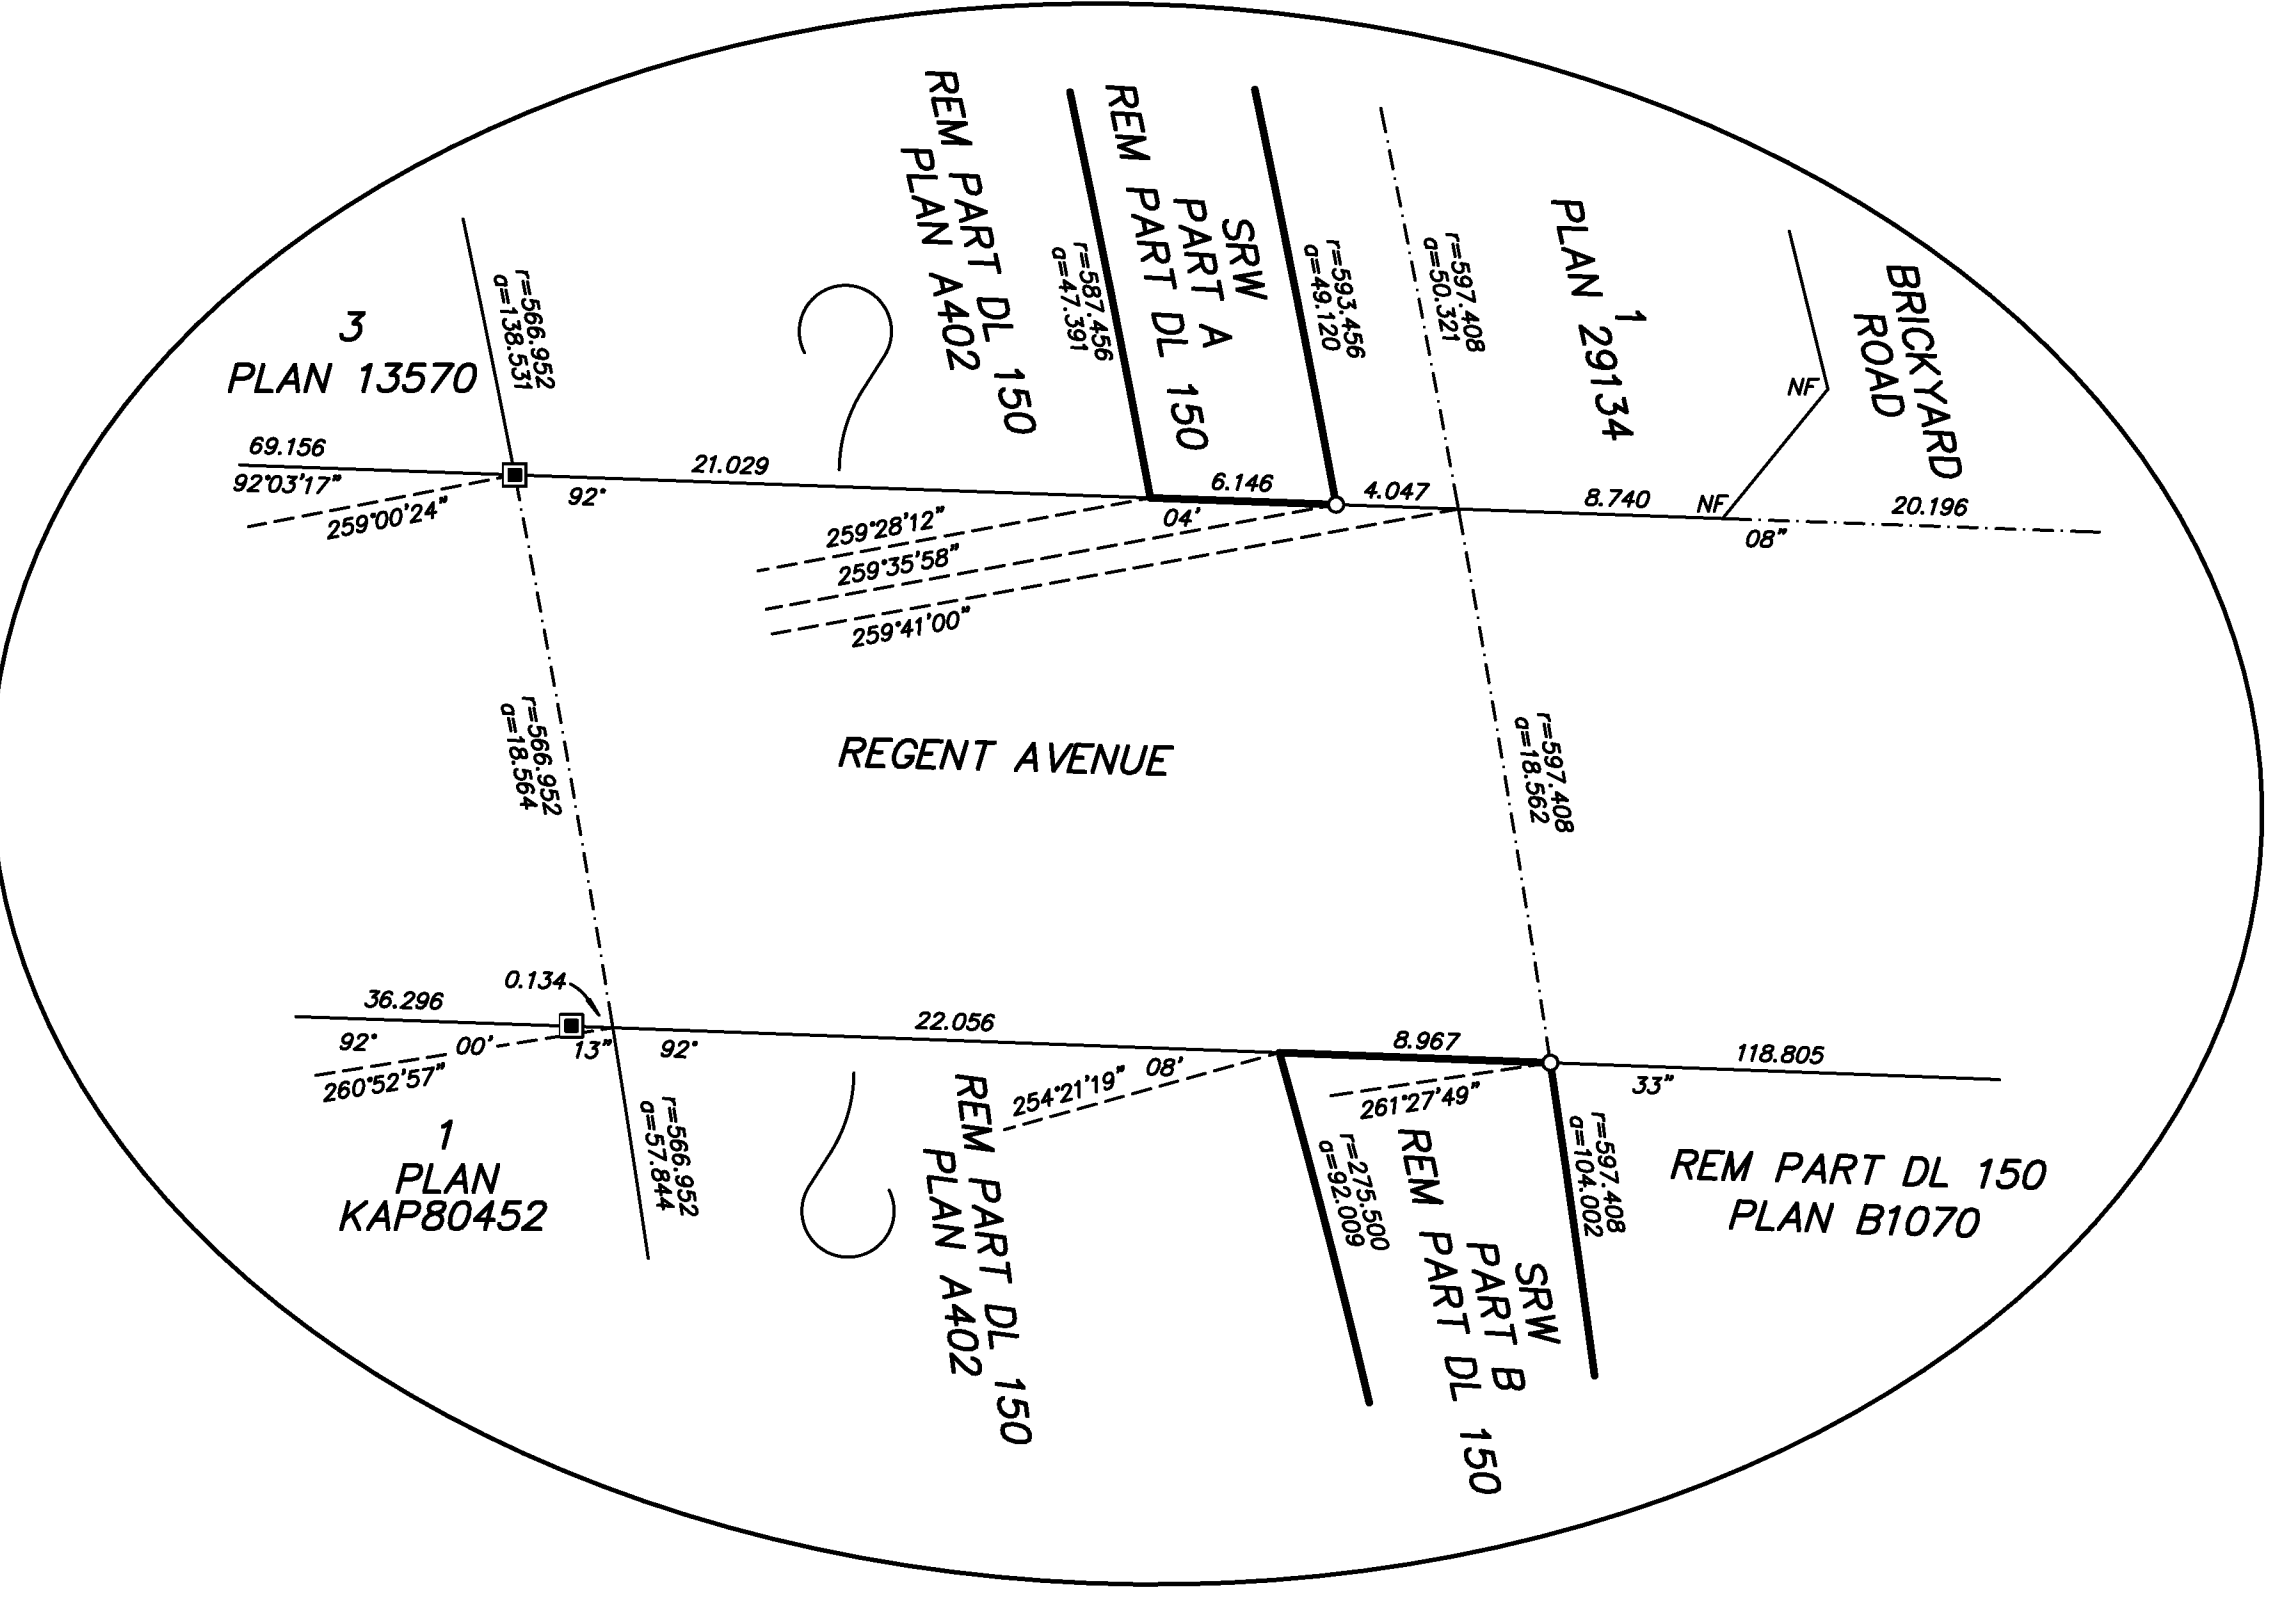 REM PART DL 150
PLAN A402
REM PART DL 150
PART A
SRW
r=587.456
a=47.391
r=593.456
a=49.120
r=597.408
a=50.321
1
PLAN 29134
BRICKYARD
ROAD
NF
NF
r=566.952
a=138.531
3
PLAN 13570
69.156
92°03'17"
259°00'24"
21.029
92°
6.146
04'
4.047
8.740
20.196
08"
259°28'12"
259°35'58"
259°41'00"
r=566.952
a=18.564
REGENT AVENUE
r=597.408
a=18.562
36.296
0.134
92° 00' 13"
260°52'57"
92°
22.056
08'
8.967
118.805
33"
254°21'19"
261°27'49"
1
PLAN
KAP80452
r=566.952
a=57.844
REM PART DL 150
PLAN A402
r=275.500
a=92.009
REM PART DL 150
PART B
SRW
r=597.408
a=104.002
REM PART DL 150
PLAN B1070